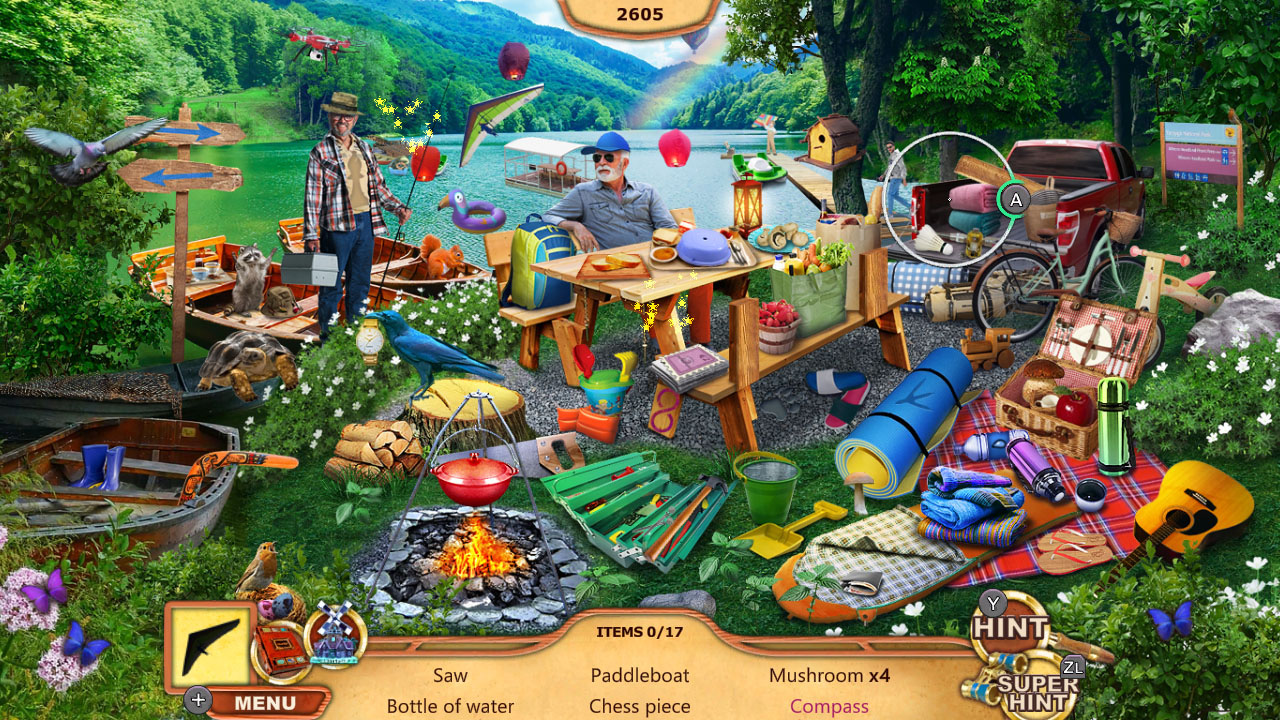 2605
A
ITEMS 0/17
Saw
Paddleboat
Mushroom x4
Bottle of water
Chess piece
Compass
+
MENU
Y
HINT
ZL
SUPER
HINT